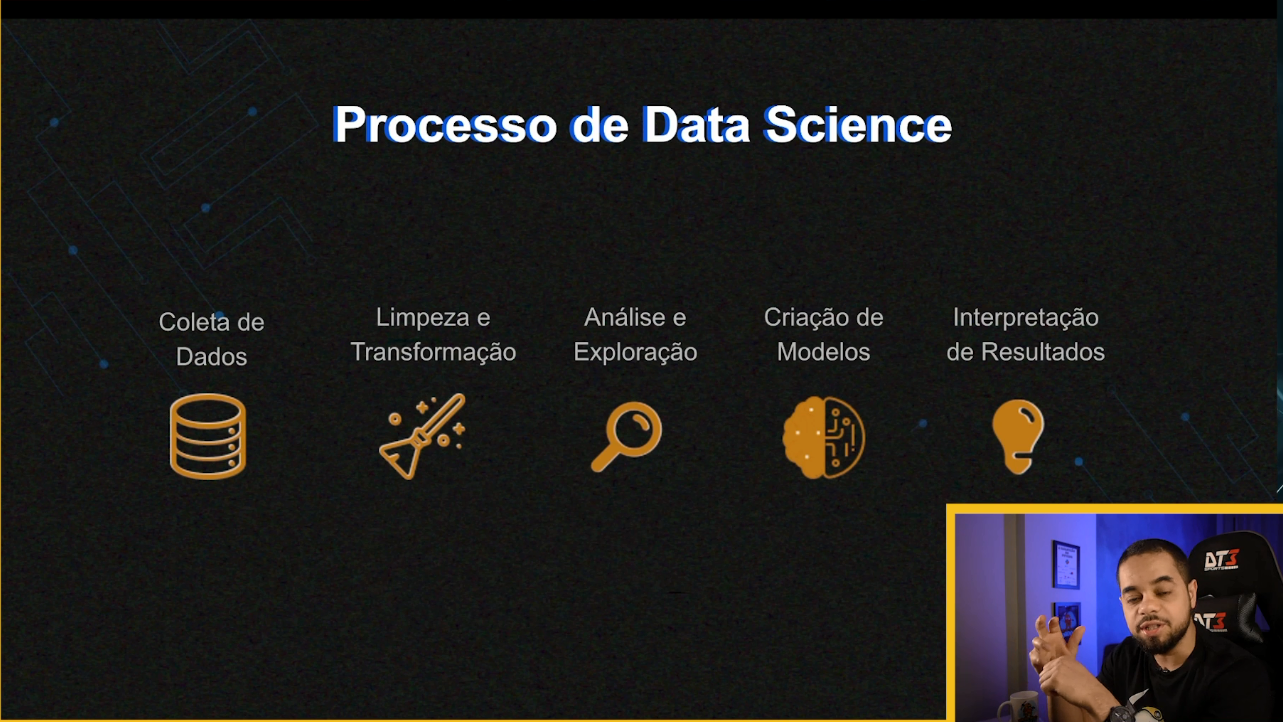 Processo de Data Science
Coleta de
Dados
Limpeza e
Transformação
Análise e
Exploração
Criação de
Modelos
Interpretação
de Resultados
DT3
SPORTS
DT3